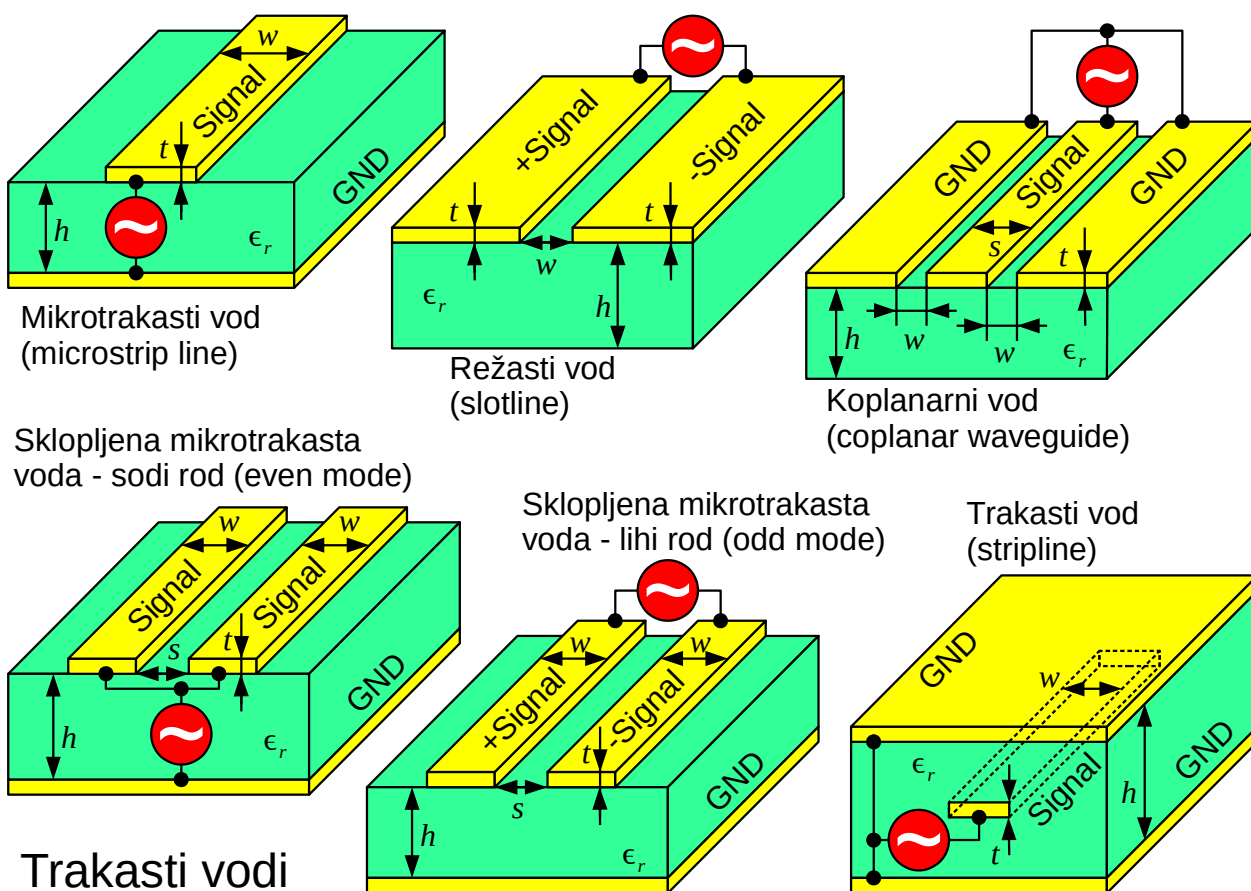 w
Signal
t
h
ϵr
GND
Mikrotrakasti vod
(microstrip line)
+Signal
-Signal
t
t
w
ϵr
h
Režasti vod
(slotline)
GND
Signal
GND
s
t
h
w
w
ϵr
Koplanarni vod
(coplanar waveguide)
Sklopljena mikrotrakasta
voda - sodi rod (even mode)
w
w
Signal
Signal
s
t
h
ϵr
GND
Sklopljena mikrotrakasta
voda - lihi rod (odd mode)
w
w
+Signal
-Signal
t
s
h
ϵr
GND
Trakasti vod
(stripline)
GND
w
ϵr
Signal
h
GND
t
Trakasti vodi